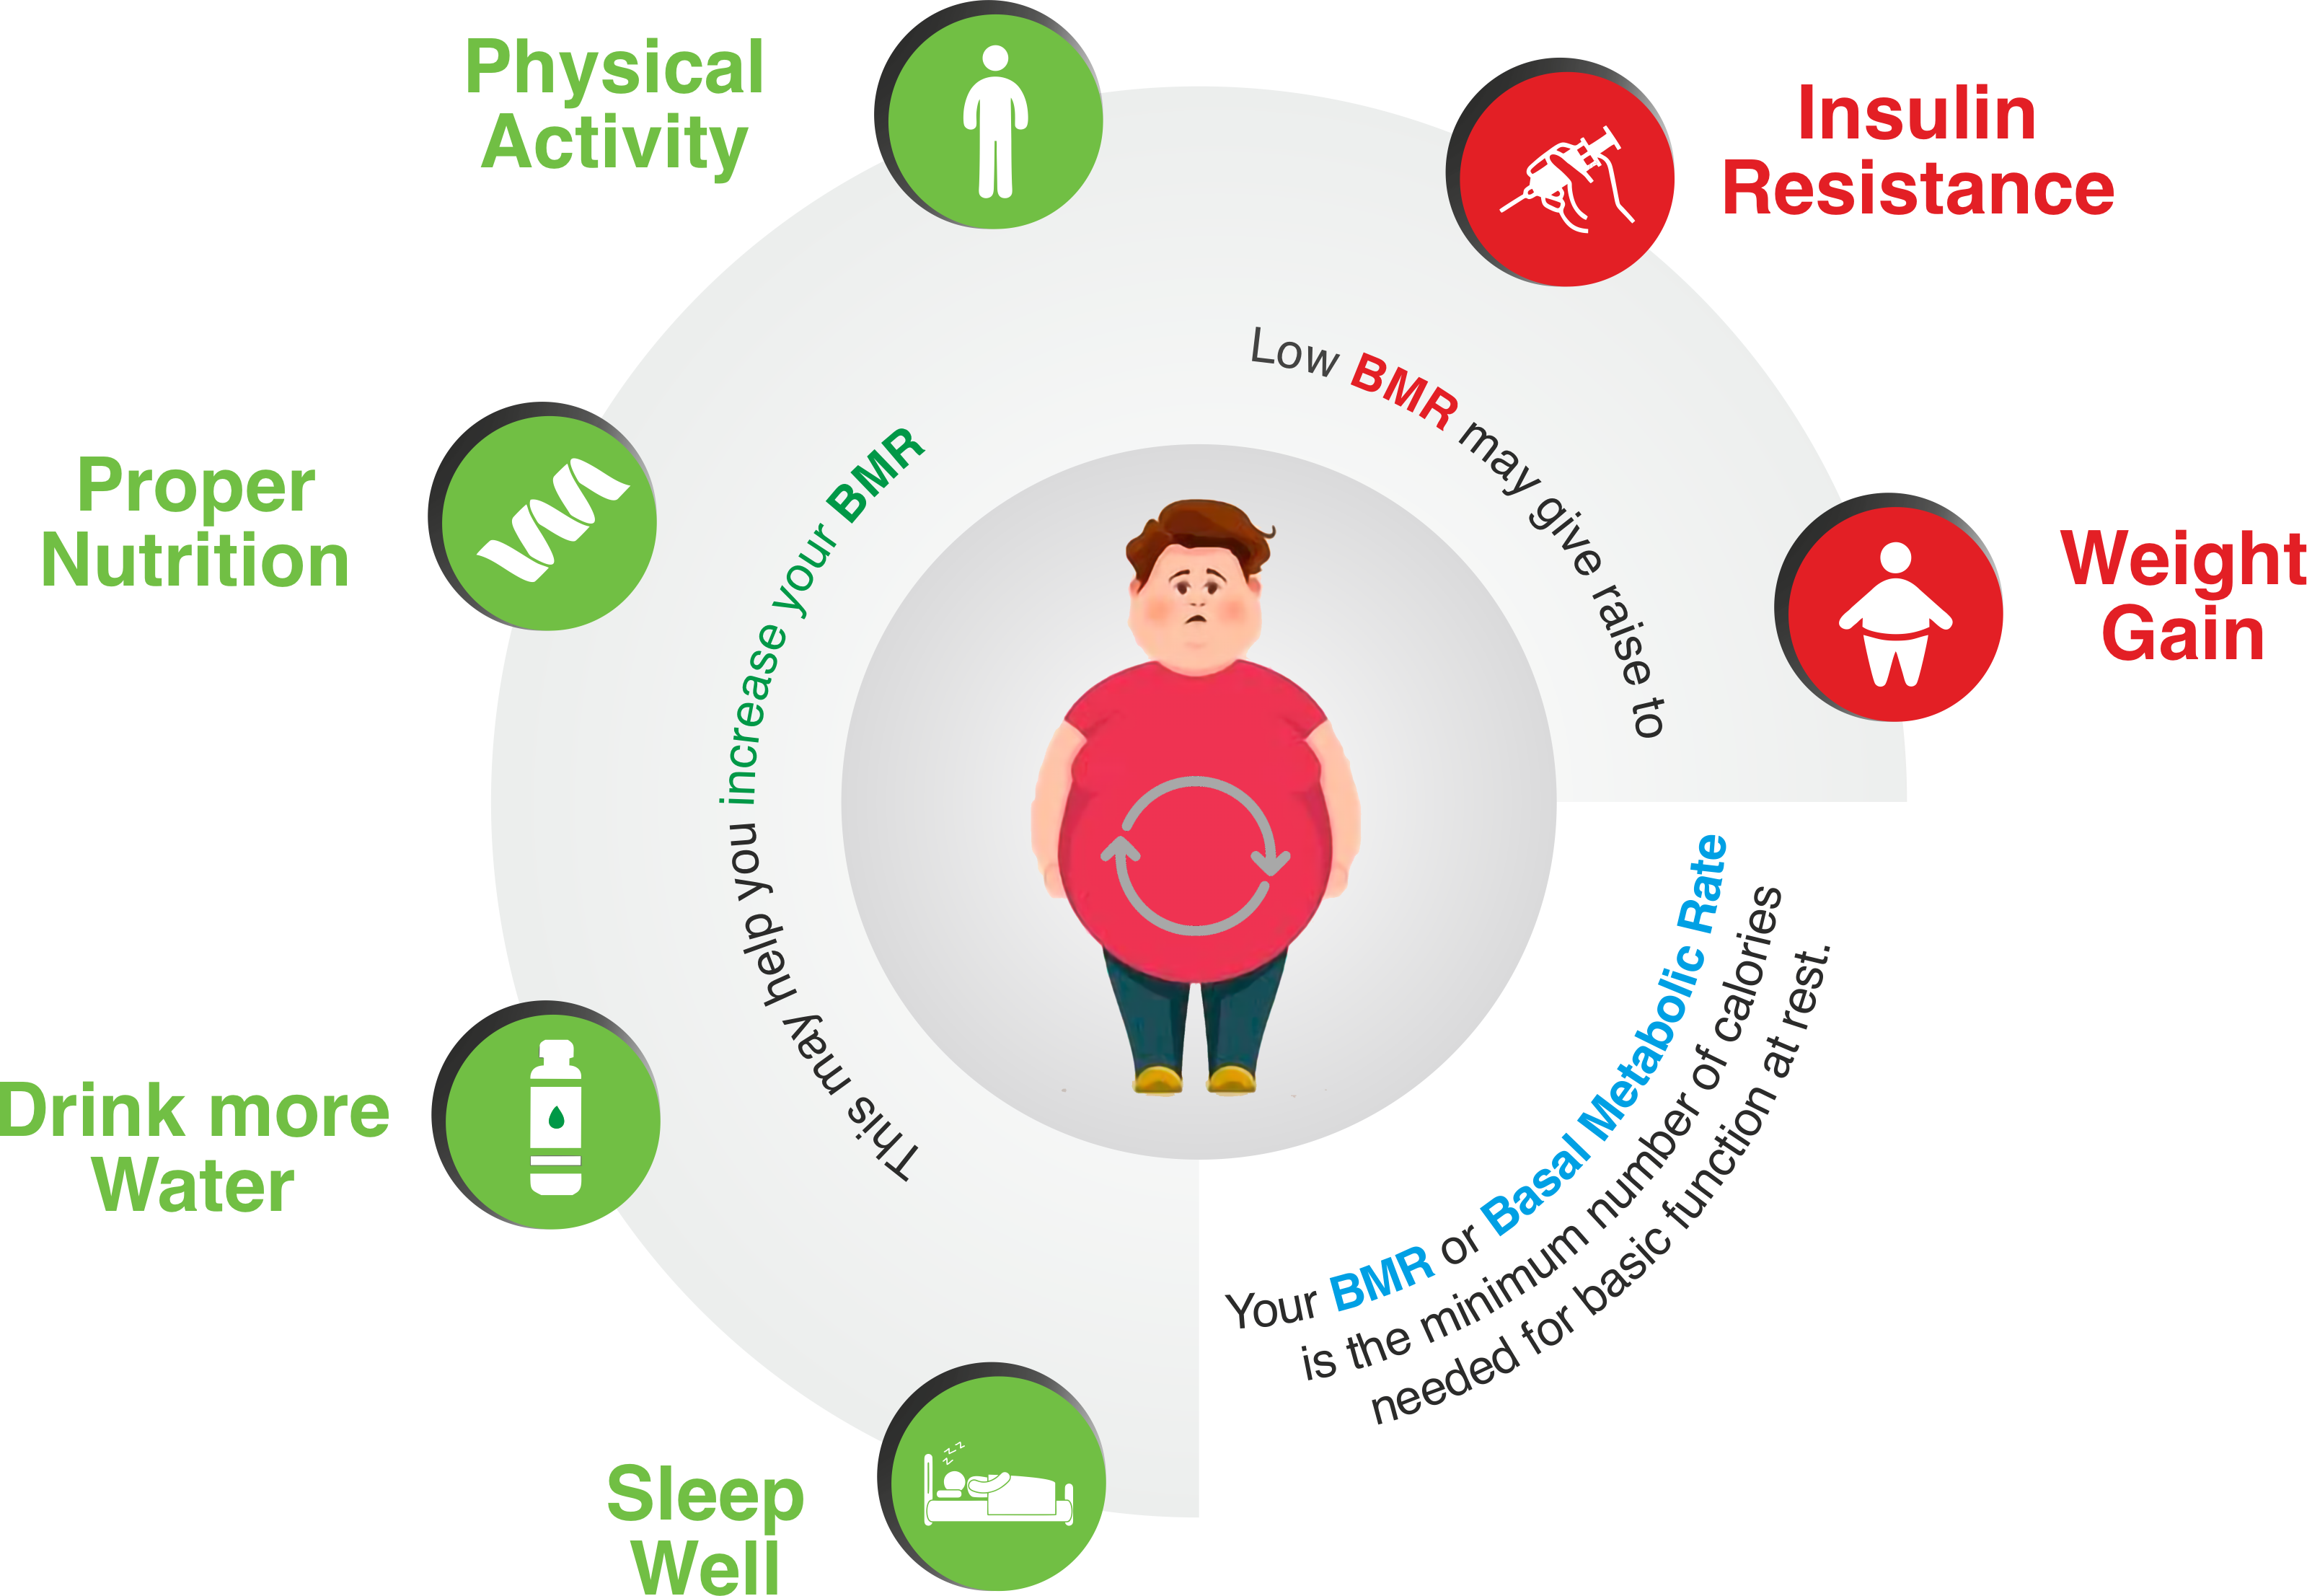 Physical
Activity
Insulin
Resistance
Low BMR may give raise to
Proper
Nutrition
This may help you increase your BMR
Weight
Gain
Drink more
Water
Your BMR or Basal Metabolic Rate
is the minimum number of calories
needed for basic function at rest.
zzz
Sleep
Well